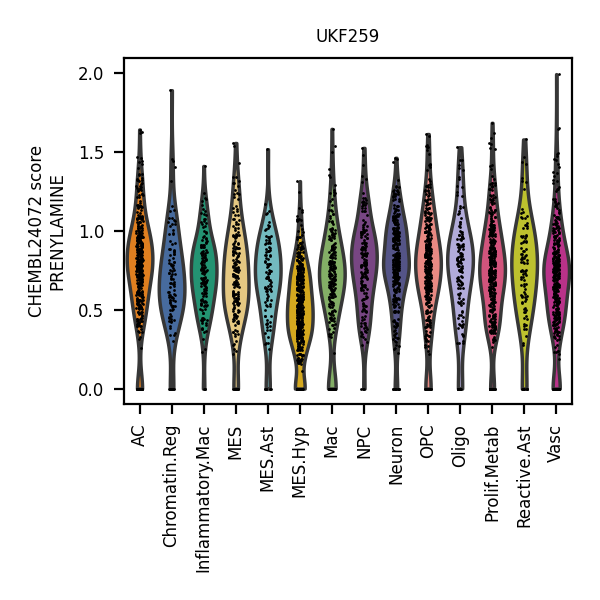 UKF259
CHEMBL24072 score
PRENYLAMINE
2.0
1.5
1.0
0.5
0.0
AC
Chromatin.Reg
Inflammatory.Mac
MES
MES.Ast
MES.Hyp
Mac
NPC
Neuron
OPC
Oligo
Prolif.Metab
Reactive.Ast
Vasc